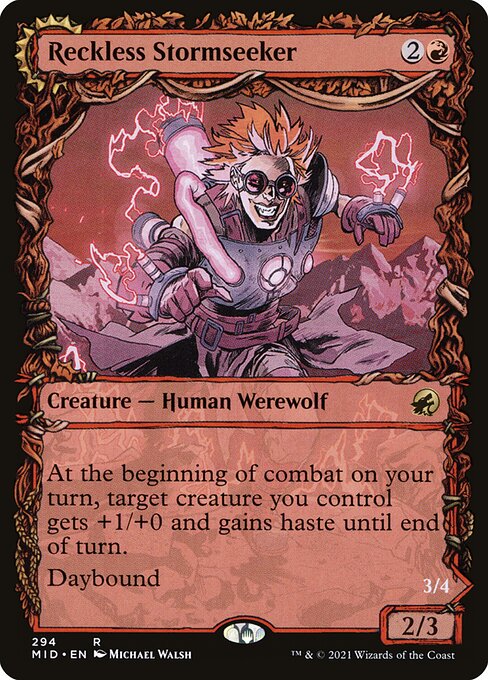 Reckless Stormseeker 2
Creature — Human Werewolf
At the beginning of combat on your
turn, target creature you control
gets +1/+0 and gains haste until end
of turn.
Daybound
3/4
2/3
294 R
MID • EN Michael Walsh
™ & © 2021 Wizards of the Coast